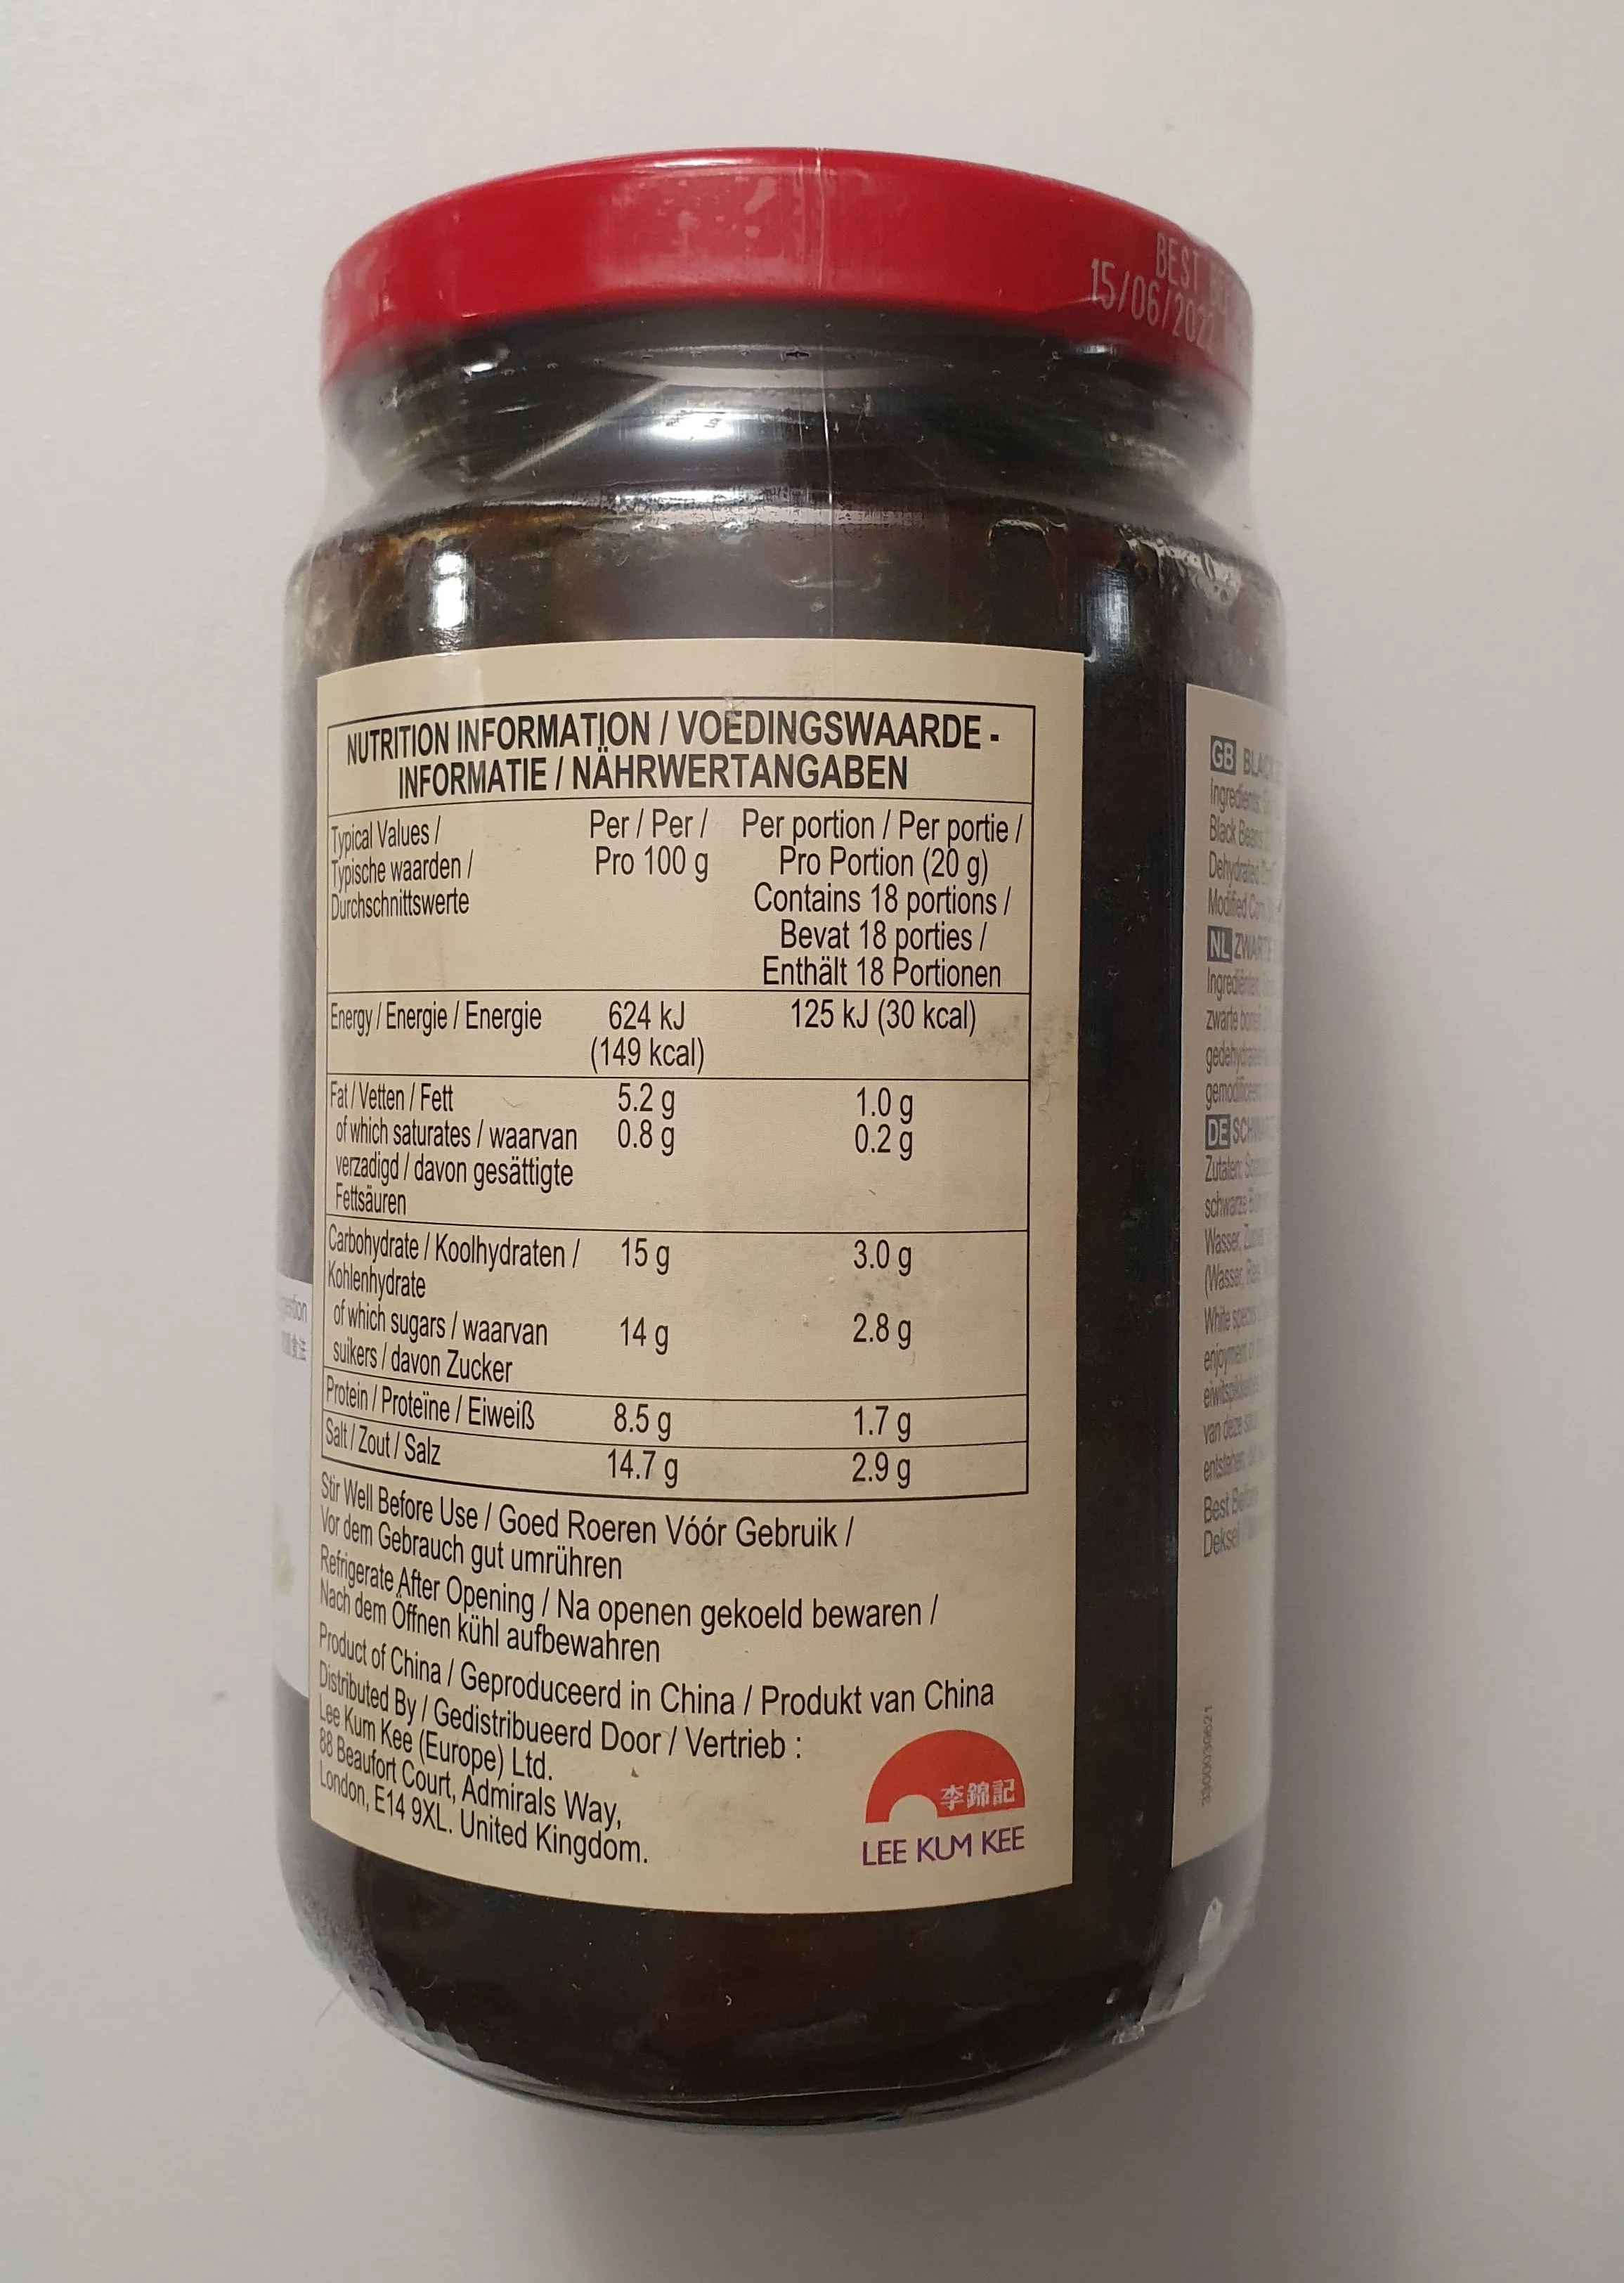 BEST
15/06/2022
NUTRITION INFORMATION / VOEDINGSWAARDE -
INFORMATIE / NÄHRWERTANGABEN
Typical Values /
Typische waarden /
Durchschnittswerte
Per / Per /
Pro 100 g
Per portion / Per portie /
Pro Portion (20 g)
Contains 18 portions /
Bevat 18 porties /
Enthält 18 Portionen
Energy / Energie / Energie 624 kJ 125 kJ (30 kcal)
(149 kcal)
Fat / Vetten / Fett 5.2 g 1.0 g
of which saturates / waarvan 0.8 g 0.2 g
verzadigd / davon gesättigte
Fettsäuren
Carbohydrate / Koolhydraten / 15 g 3.0 g
Kohlenhydrate
of which sugars / waarvan 14 g 2.8 g
suikers / davon Zucker
Protein / Proteïne / Eiweiß 8.5 g 1.7 g
Salt / Zout / Salz 14.7 g 2.9 g
Stir Well Before Use / Goed Roeren Vóór Gebruik /
Vor dem Gebrauch gut umrühren
Refrigerate After Opening / Na openen gekoeld bewaren /
Nach dem Öffnen kühl aufbewahren
Product of China / Geproduceerd in China / Produkt van China
Distributed By / Gedistribueerd Door / Vertrieb :
Lee Kum Kee (Europe) Ltd.
88 Beaufort Court, Admirals Way,
London, E14 9XL. United Kingdom.
李錦記
LEE KUM KEE
GB
Ingredients:
Black Beans
Dehydrated
Modified
NL
Ingrediënten
zwarte
DE
Zutaten:
schwarze
Wasser,
(Wasser,
White specks
enjoyment
van deze
entstehen
Best Before
Deksel